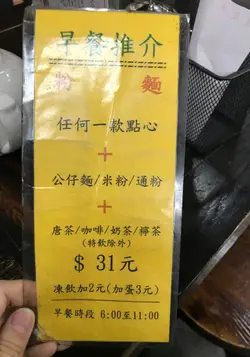 早餐推介
粉 麵
任何一款點心
+
公仔麵/米粉/通粉
+
唐茶/咖啡/奶茶/檸茶
(特飲除外)
$ 31元
凍飲加2元(加蛋3元)
早餐時段 6:00至11:00